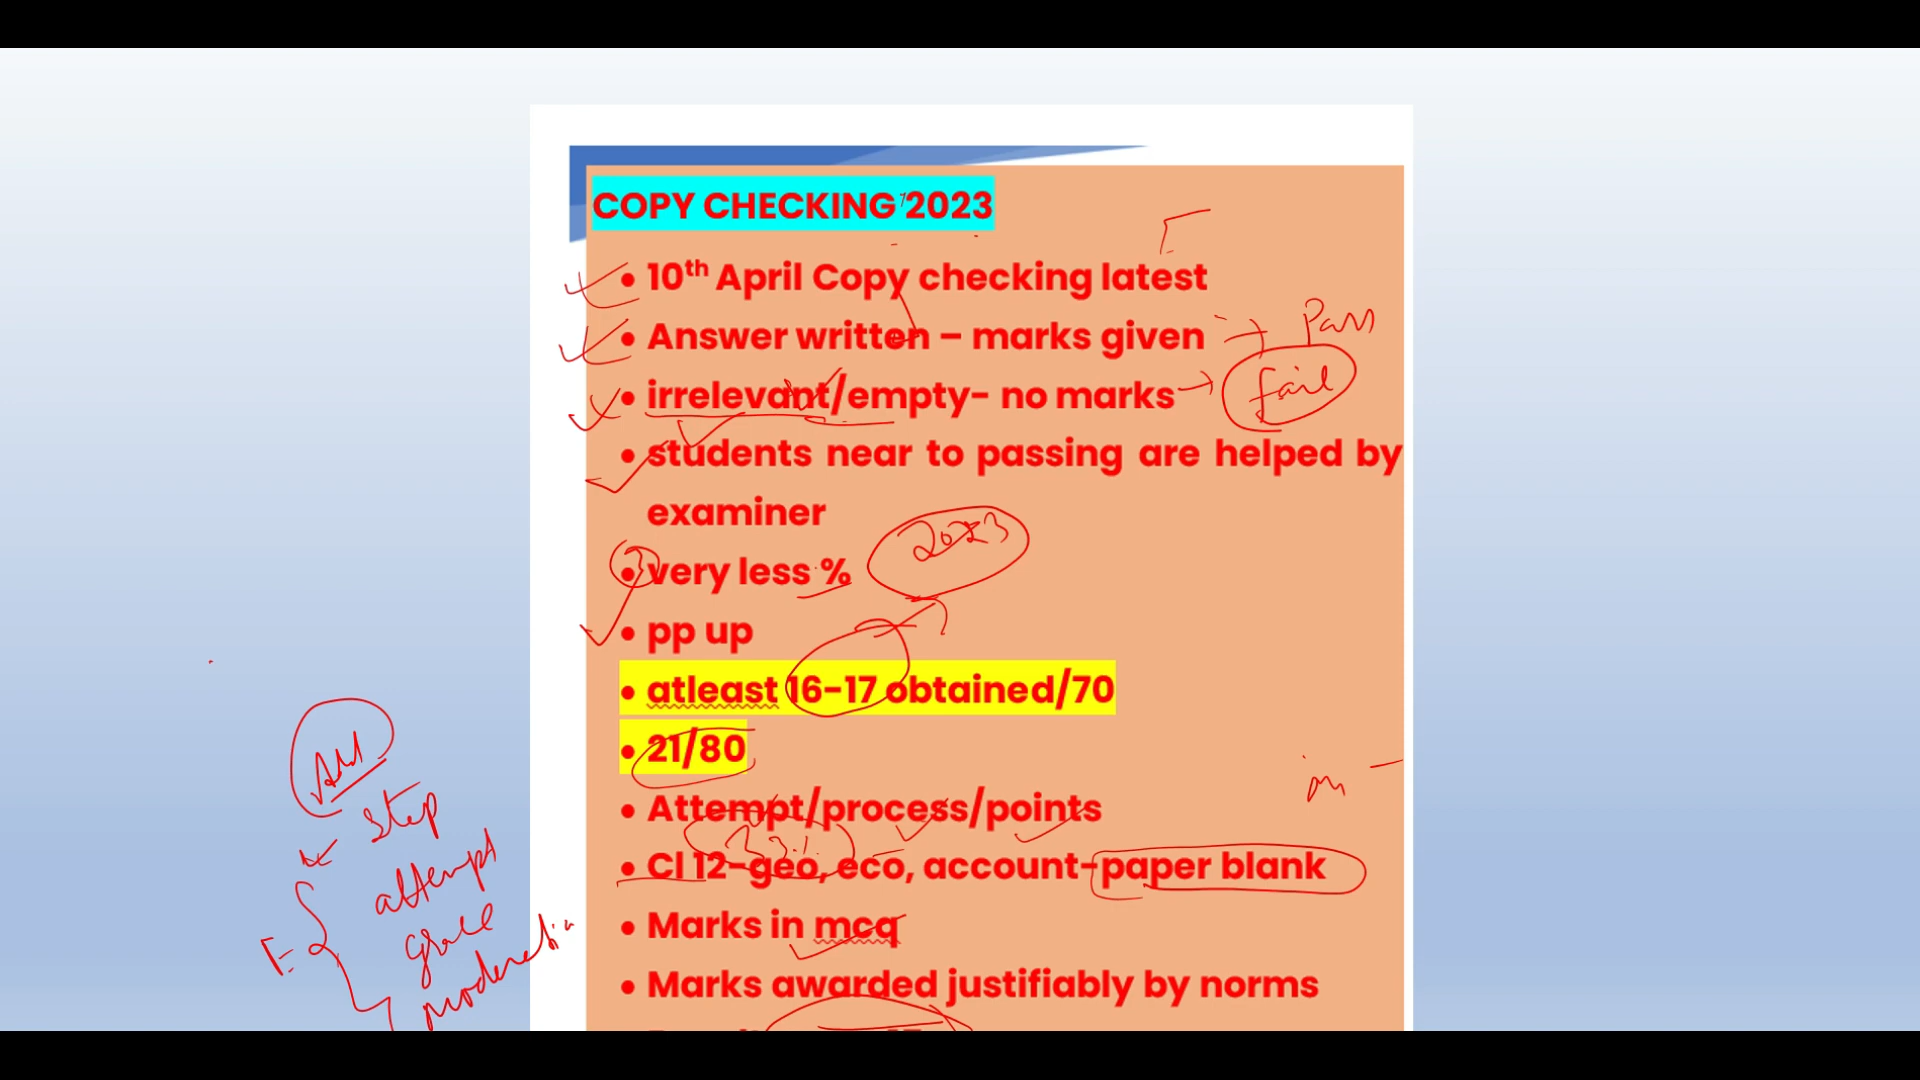 COPY CHECKING 2023
• 10th April Copy checking latest
• Answer written – marks given
Pass
• irrelevant/empty- no marks
fail
• students near to passing are helped by
examiner
2023
• very less %
• pp up
• atleast 16-17 obtained/70
• 21/80
• Attempt/process/points
33%
• Cl 12-geo, eco, account-paper blank
• Marks in mcq
• Marks awarded justifiably by norms
Step
attempt
grace